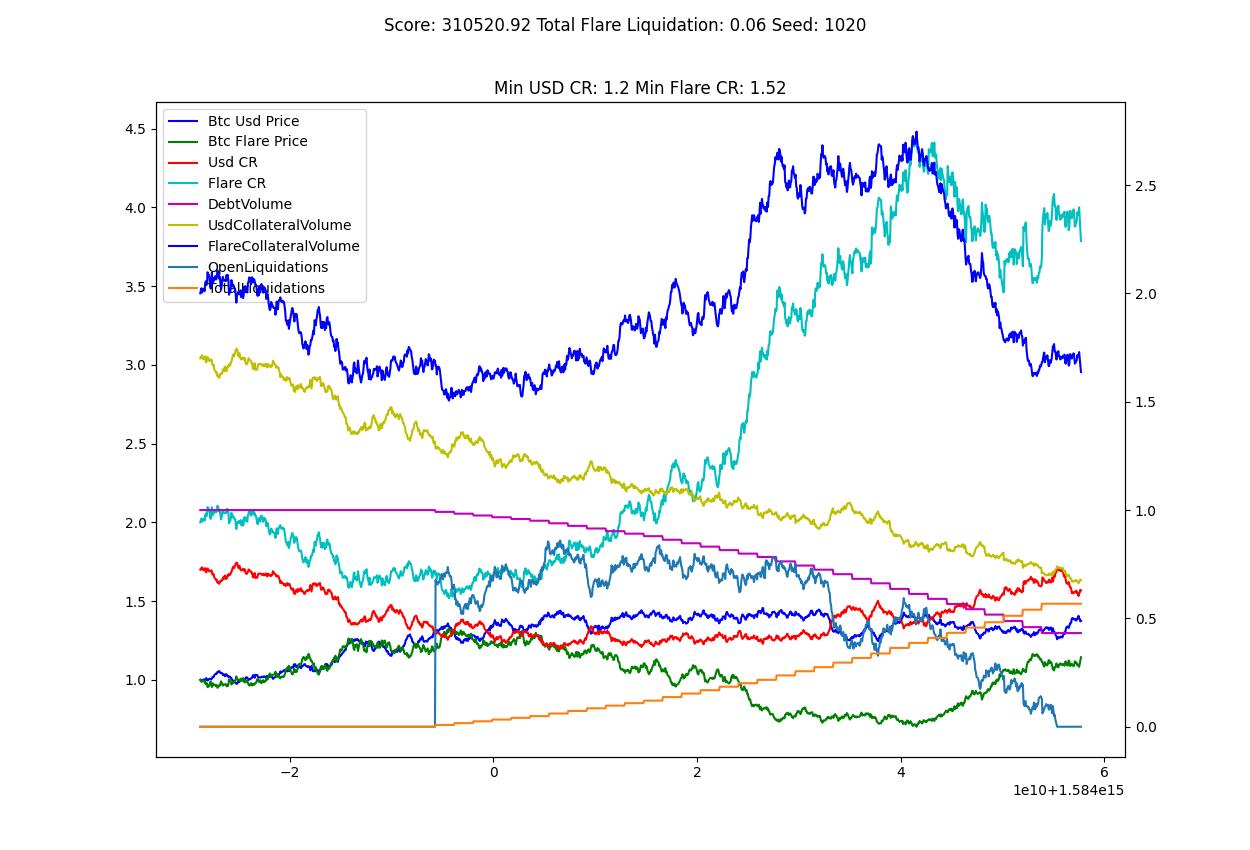 Score: 310520.92 Total Flare Liquidation: 0.06 Seed: 1020
Min USD CR: 1.2 Min Flare CR: 1.52
Btc Usd Price
Btc Flare Price
Usd CR
Flare CR
DebtVolume
UsdCollateralVolume
FlareCollateralVolume
OpenLiquidations
TotalLiquidations
4.5
4.0
3.5
3.0
2.5
2.0
1.5
1.0
2.5
2.0
1.5
1.0
0.5
0.0
−2
0
2
4
6
1e10+1.584e15